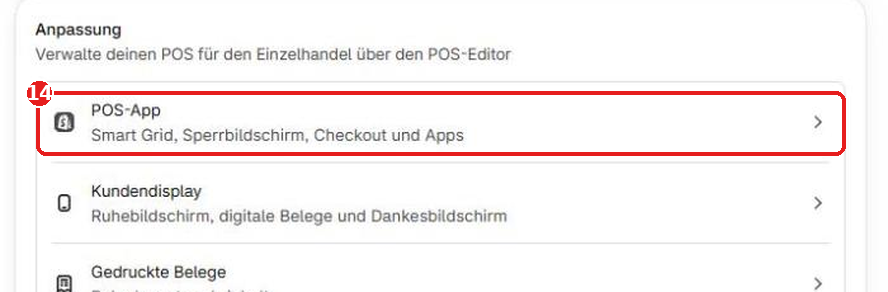 Anpassung
Verwalte deinen POS für den Einzelhandel über den POS-Editor
14
POS-App
Smart Grid, Sperrbildschirm, Checkout und Apps
Kundendisplay
Ruhebildschirm, digitale Belege und Dankesbildschirm
Gedruckte Belege